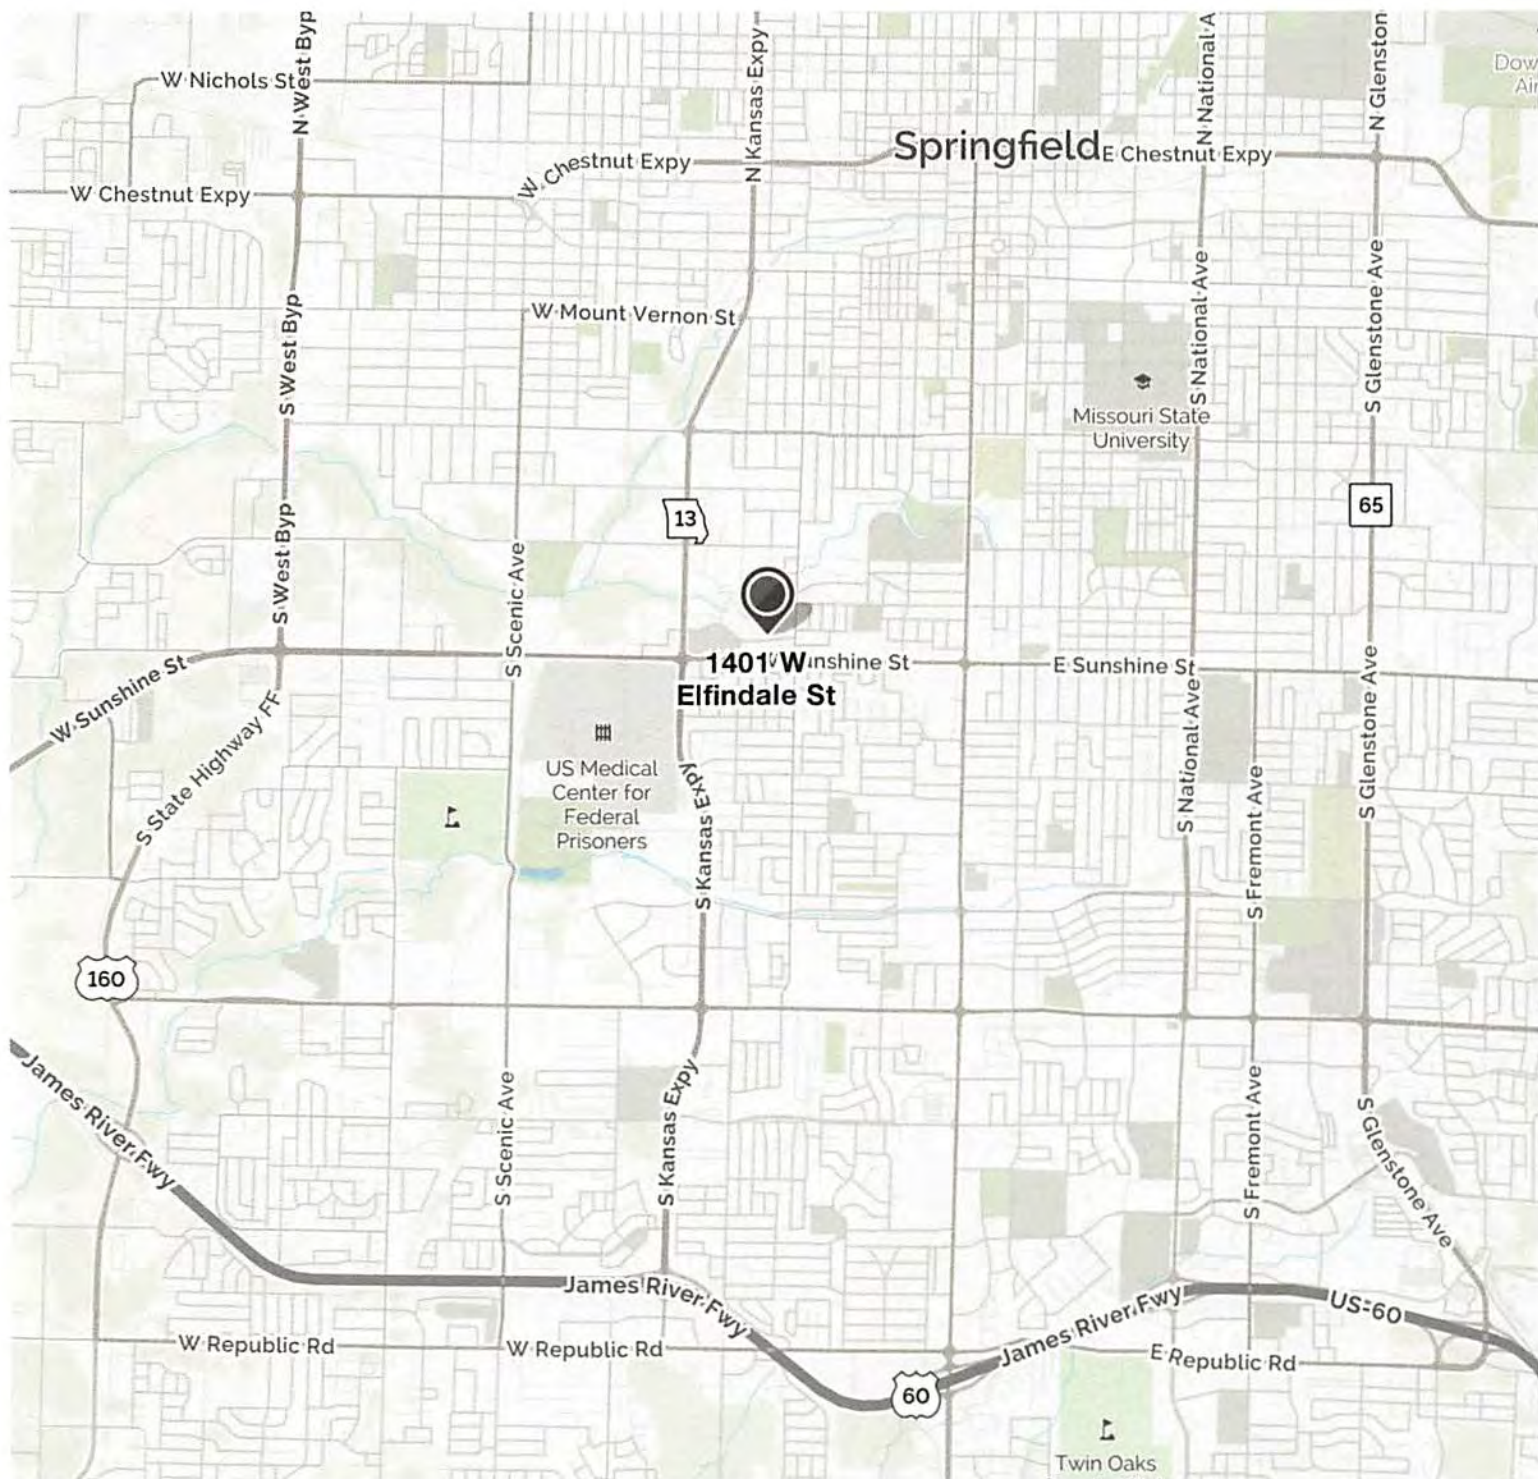 N West Byp
N Kansas Expy
N National A
N Glenston
Dow
Air
W Nichols St
Springfield
E Chestnut Expy
W Chestnut Expy
W Chestnut Expy
S West Byp
W Mount Vernon St
S National Ave
S Glenstone Ave
Missouri State
University
13
65
S West Byp
S Scenic Ave
1401 W
Elfindale St
inshine St
E Sunshine St
W Sunshine St
S State Highway FF
US Medical
Center for
Federal
Prisoners
S Kansas Expy
S National Ave
S Fremont Ave
S Glenstone Ave
160
James River Fwy
S Scenic Ave
S Kansas Expy
S Fremont Ave
S Glenstone Ave
James River Fwy
James River Fwy
US-60
W Republic Rd
W Republic Rd
E Republic Rd
60
Twin Oaks